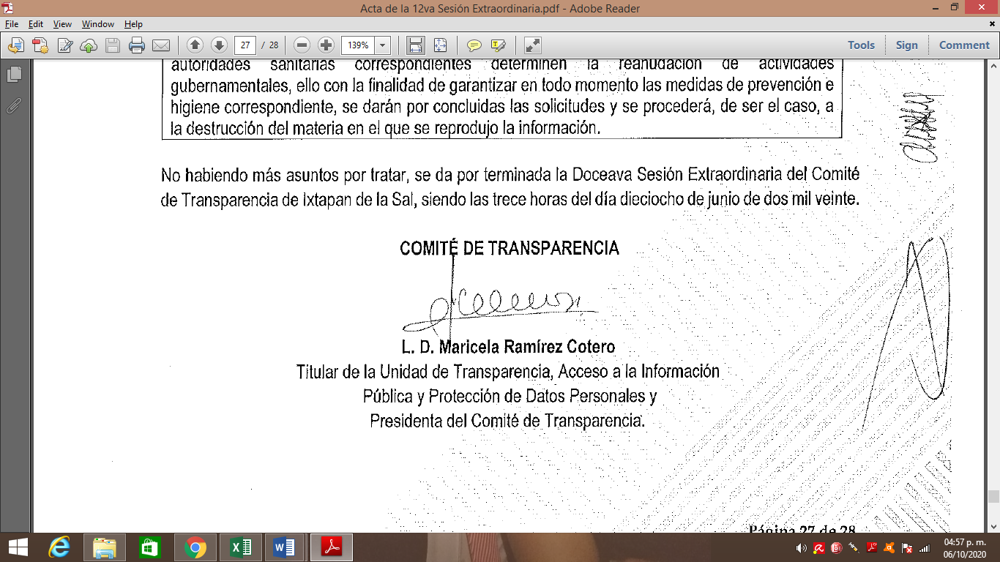 Acta de la 12va Sesión Extraordinaria.pdf - Adobe Reader
File Edit View Window Help
27 / 28 139% Tools Sign Comment
autoridades sanitarias correspondientes determinen la reanudación de actividades
gubernamentales, ello con la finalidad de garantizar en todo momento las medidas de prevención e
higiene correspondiente, se darán por concluidas las solicitudes y se procederá, de ser el caso, a
la destrucción del materia en el que se reprodujo la información.
No habiendo más asuntos por tratar, se da por terminada la Doceava Sesión Extraordinaria del Comité
de Transparencia de Ixtapan de la Sal, siendo las trece horas del día dieciocho de junio de dos mil veinte.
COMITÉ DE TRANSPARENCIA
L. D. Maricela Ramírez Cotero
Titular de la Unidad de Transparencia, Acceso a la Información
Pública y Protección de Datos Personales y
Presidenta del Comité de Transparencia.
Página 27 de 28
04:57 p. m.
06/10/2020